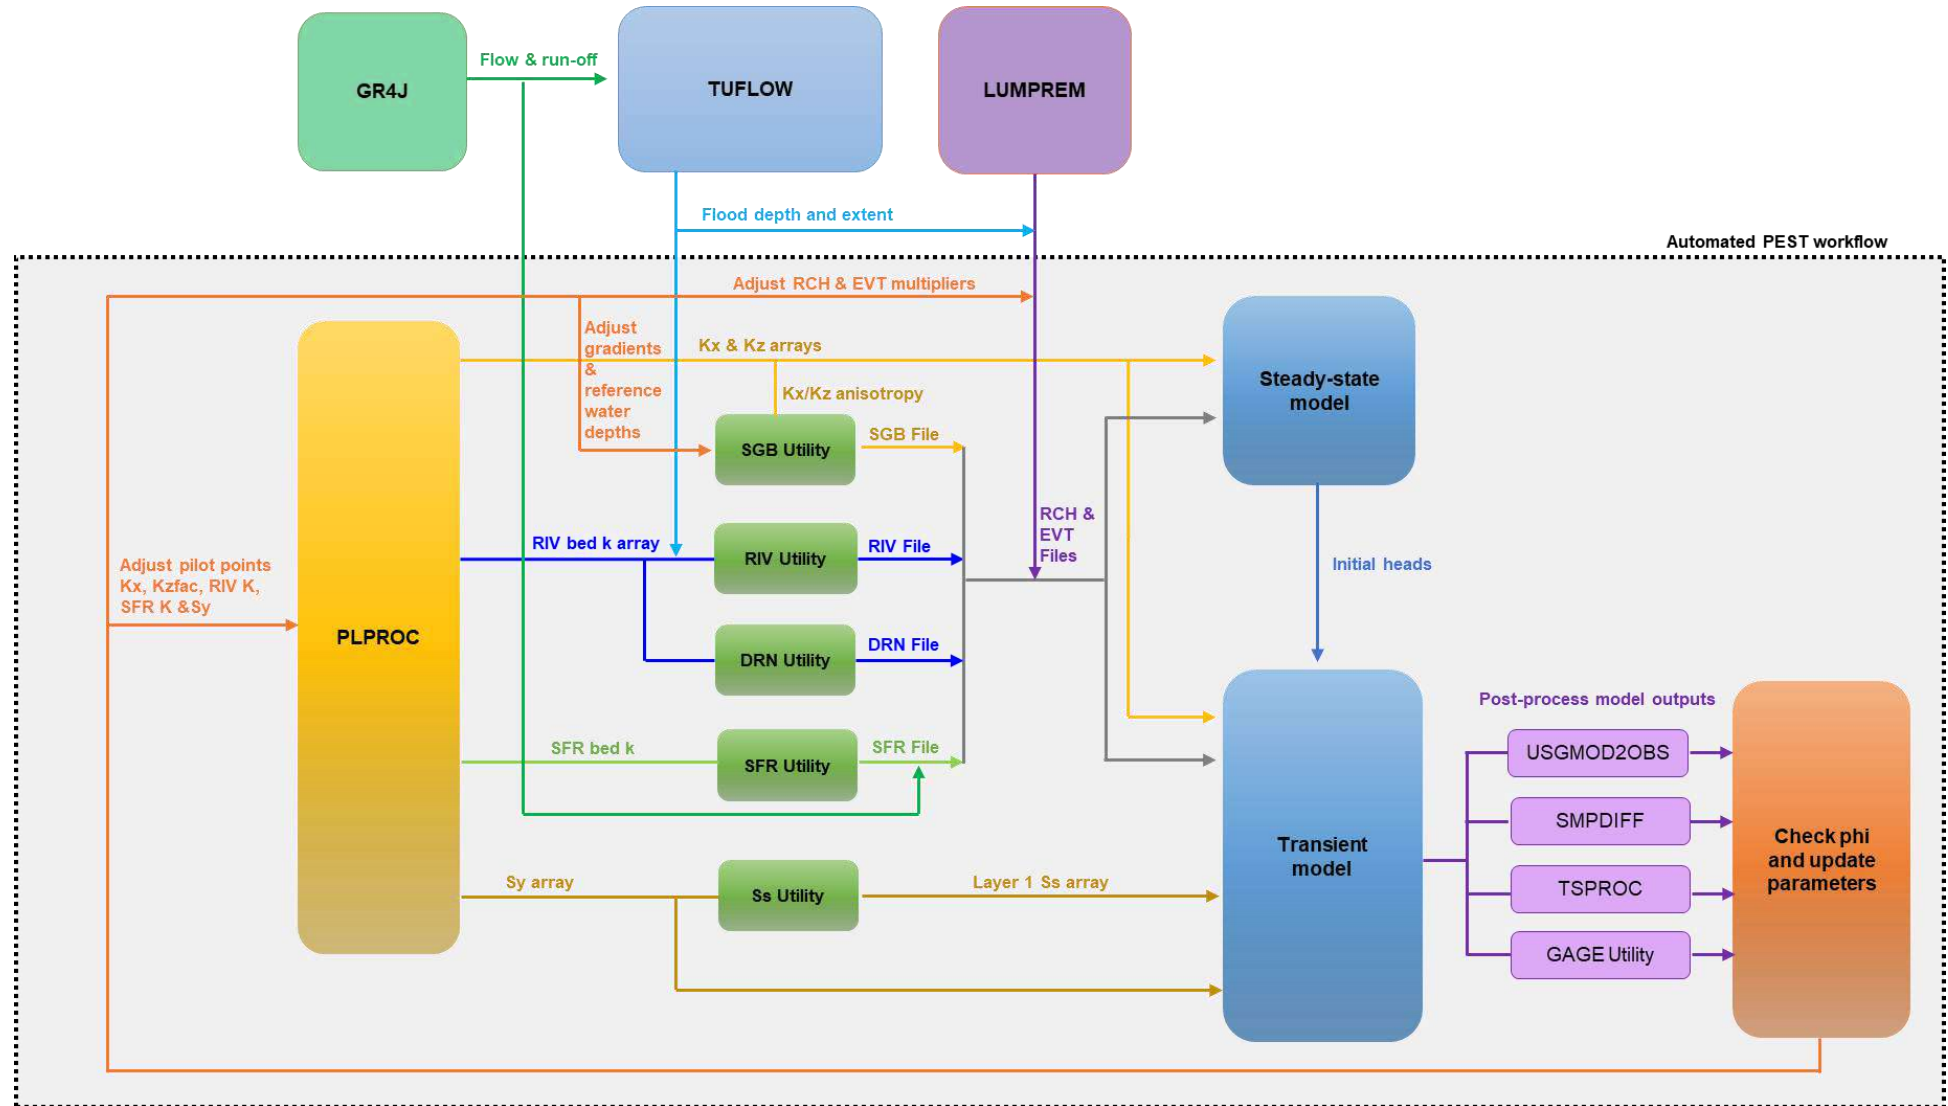 Flow & run-off
GR4J
TUFLOW
LUMPREM
Flood depth and extent
Automated PEST workflow
Adjust RCH & EVT multipliers
Adjust
gradients
&
reference
water
depths
Kx & Kz arrays
Kx/Kz anisotropy
Steady-state
model
SGB Utility
SGB File
RCH &
EVT
Files
RIV bed k array
RIV Utility
RIV File
Initial heads
Adjust pilot points
Kx, Kzfac, RIV K,
SFR K &Sy
PLPROC
DRN Utility
DRN File
SFR bed k
SFR Utility
SFR File
Post-process model outputs
USGMOD2OBS
SMPDIFF
TSPROC
GAGE Utility
Transient
model
Check phi
and update
parameters
Sy array
Ss Utility
Layer 1 Ss array